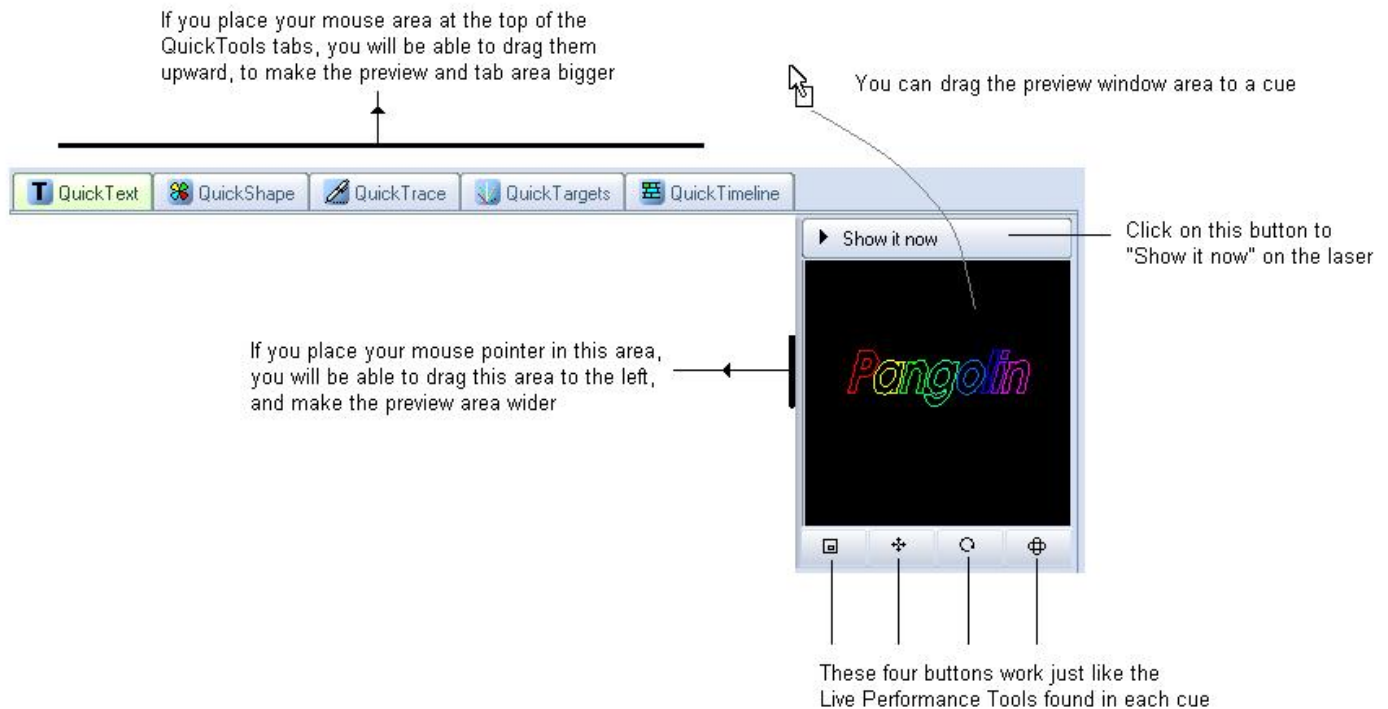 If you place your mouse area at the top of the
QuickTools tabs, you will be able to drag them
upward, to make the preview and tab area bigger
You can drag the preview window area to a cue
QuickText
QuickShape
QuickTrace
QuickTargets
QuickTimeline
Show it now
Click on this button to
"Show it now" on the laser
If you place your mouse pointer in this area,
you will be able to drag this area to the left,
and make the preview area wider
Pangolin
These four buttons work just like the
Live Performance Tools found in each cue